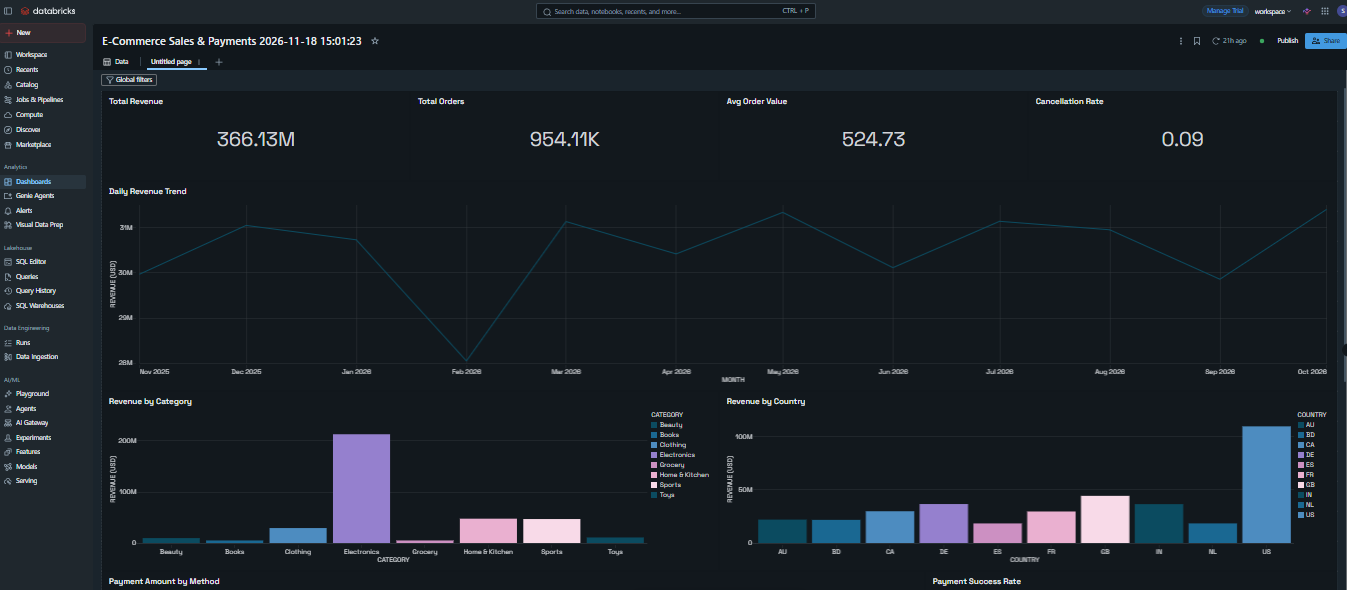 databricks
Search data, notebooks, recents, and more... CTRL + P
Manage Trial workspace S
New
Workspace
Recents
Catalog
Jobs & Pipelines
Compute
Discover
Marketplace
Analytics
Dashboards
Genie Agents
Alerts
Visual Data Prep
Lakehouse
SQL Editor
Queries
Query History
SQL Warehouses
Data Engineering
Runs
Data Ingestion
AI/ML
Playground
Agents
AI Gateway
Experiments
Features
Models
Serving
E-Commerce Sales & Payments 2026-11-18 15:01:23
21h ago Publish Share
Data Untitled page
Global filters
Total Revenue Total Orders Avg Order Value Cancellation Rate
366.13M 954.11K 524.73 0.09
Daily Revenue Trend
REVENUE (USD)
31M
30M
29M
28M
Nov 2025 Dec 2025 Jan 2026 Feb 2026 Mar 2026 Apr 2026 May 2026 Jun 2026 Jul 2026 Aug 2026 Sep 2026 Oct 2026
MONTH
Revenue by Category
REVENUE (USD)
200M
100M
0
Beauty Books Clothing Electronics Grocery Home & Kitchen Sports Toys
CATEGORY
CATEGORY
Beauty
Books
Clothing
Electronics
Grocery
Home & Kitchen
Sports
Toys
Revenue by Country
REVENUE (USD)
100M
50M
0
AU BD CA DE ES FR GB IN NL US
COUNTRY
COUNTRY
AU
BD
CA
DE
ES
FR
GB
IN
NL
US
Payment Amount by Method Payment Success Rate